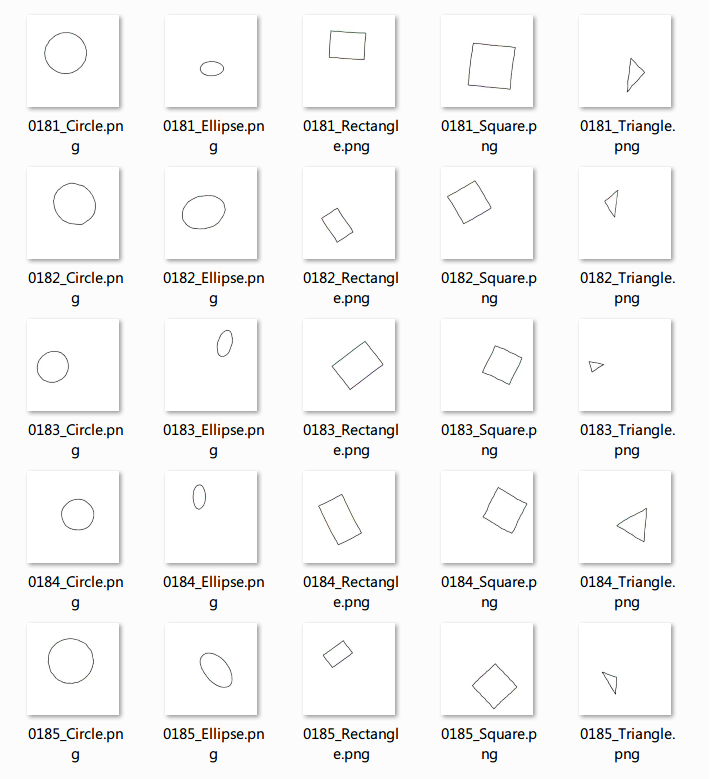 0181_Circle.pn
g
0181_Ellipse.pn
g
0181_Rectangl
e.png
0181_Square.p
ng
0181_Triangle.
png
0182_Circle.pn
g
0182_Ellipse.pn
g
0182_Rectangl
e.png
0182_Square.p
ng
0182_Triangle.
png
0183_Circle.pn
g
0183_Ellipse.pn
g
0183_Rectangl
e.png
0183_Square.p
ng
0183_Triangle.
png
0184_Circle.pn
g
0184_Ellipse.pn
g
0184_Rectangl
e.png
0184_Square.p
ng
0184_Triangle.
png
0185_Circle.pn
g
0185_Ellipse.pn
g
0185_Rectangl
e.png
0185_Square.p
ng
0185_Triangle.
png